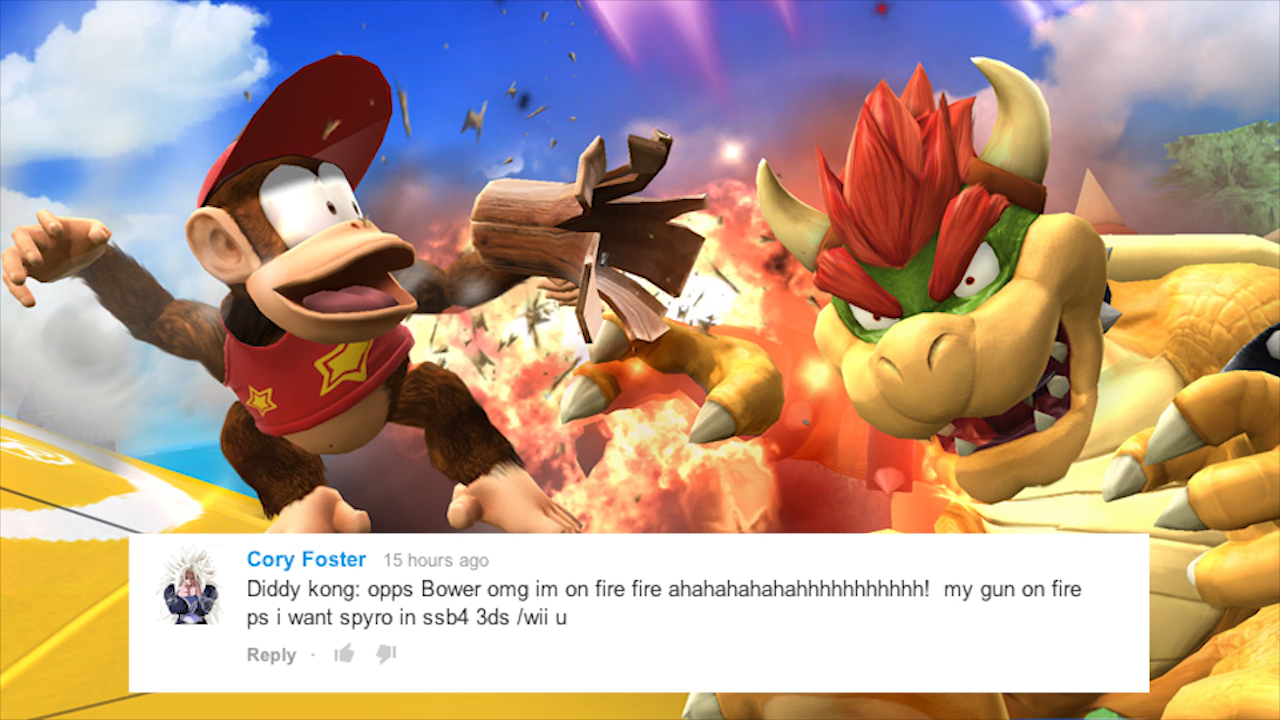 Cory Foster 15 hours ago
Diddy kong: opps Bower omg im on fire fire ahahahahahahhhhhhhhhhh!  my gun on fire
ps i want spyro in ssb4 3ds /wii u
Reply ·